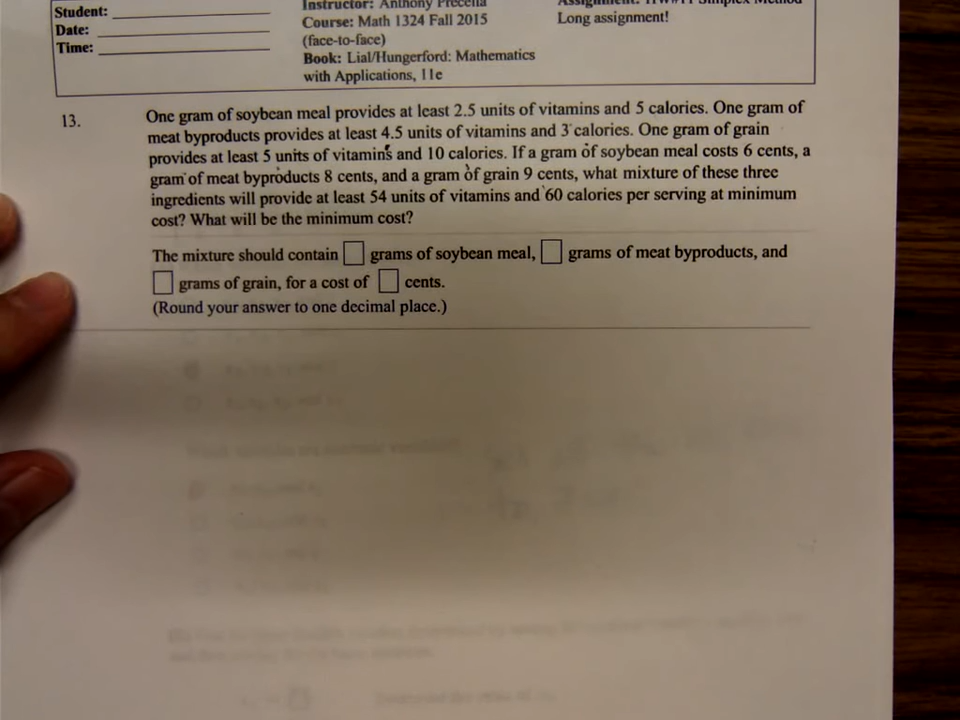 Instructor: Anthony Precella
Student:
Course: Math 1324 Fall 2015
Long assignment!
Date:
(face-to-face)
Time:
Book: Lial/Hungerford: Mathematics
with Applications, 11e
13.
One gram of soybean meal provides at least 2.5 units of vitamins and 5 calories. One gram of
meat byproducts provides at least 4.5 units of vitamins and 3 calories. One gram of grain
provides at least 5 units of vitamins and 10 calories. If a gram of soybean meal costs 6 cents, a
gram of meat byproducts 8 cents, and a gram of grain 9 cents, what mixture of these three
ingredients will provide at least 54 units of vitamins and 60 calories per serving at minimum
cost? What will be the minimum cost?
The mixture should contain grams of soybean meal, grams of meat byproducts, and
grams of grain, for a cost of cents.
(Round your answer to one decimal place.)